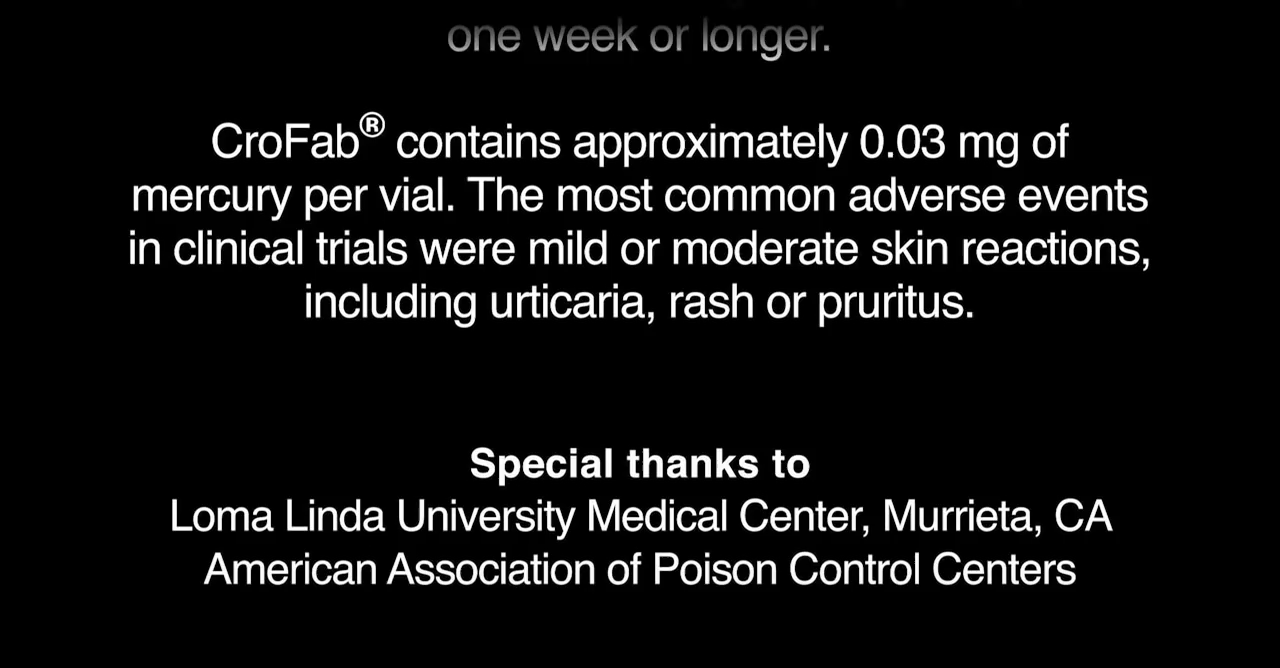 one week or longer.
CroFab® contains approximately 0.03 mg of
mercury per vial. The most common adverse events
in clinical trials were mild or moderate skin reactions,
including urticaria, rash or pruritus.
Special thanks to
Loma Linda University Medical Center, Murrieta, CA
American Association of Poison Control Centers